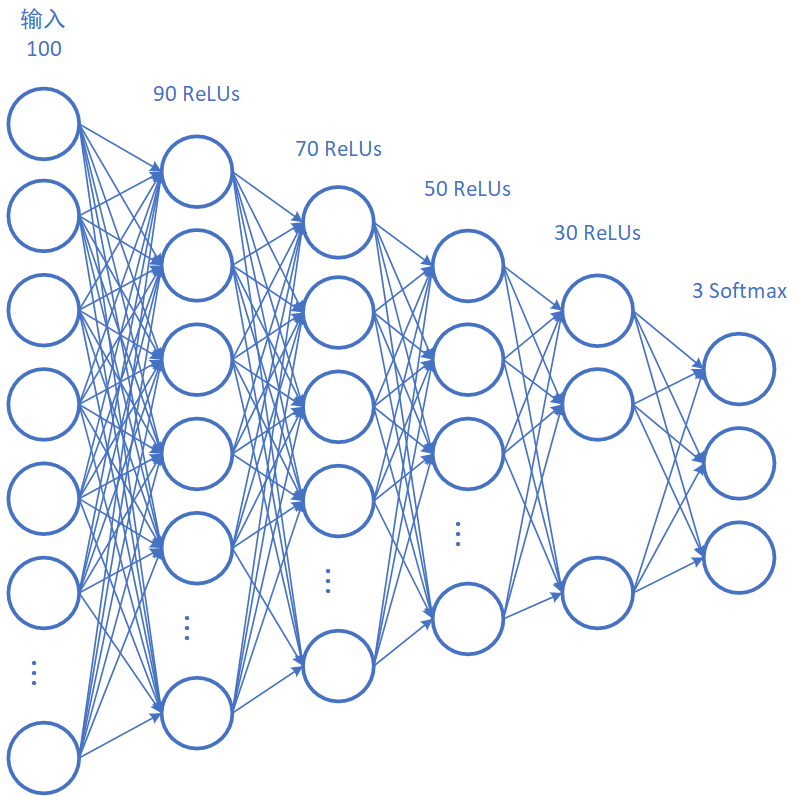 输入
100
90 ReLUs
70 ReLUs
50 ReLUs
30 ReLUs
3 Softmax